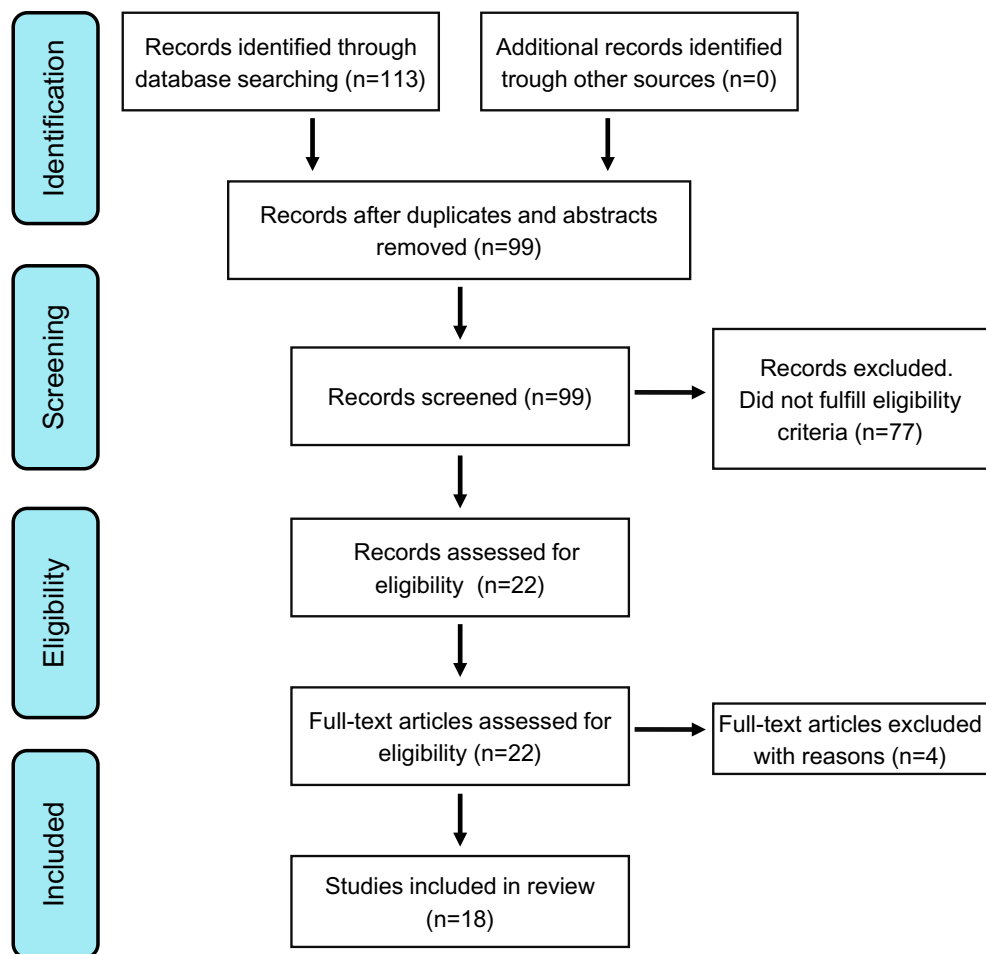 Identification
Records identified through
database searching (n=113)
Additional records identified
trough other sources (n=0)
Records after duplicates and abstracts
removed (n=99)
Screening
Records screened (n=99)
Records excluded.
Did not fulfill eligibility
criteria (n=77)
Eligibility
Records assessed for
eligibility (n=22)
Full-text articles assessed for
eligibility (n=22)
Full-text articles excluded
with reasons (n=4)
Included
Studies included in review
(n=18)